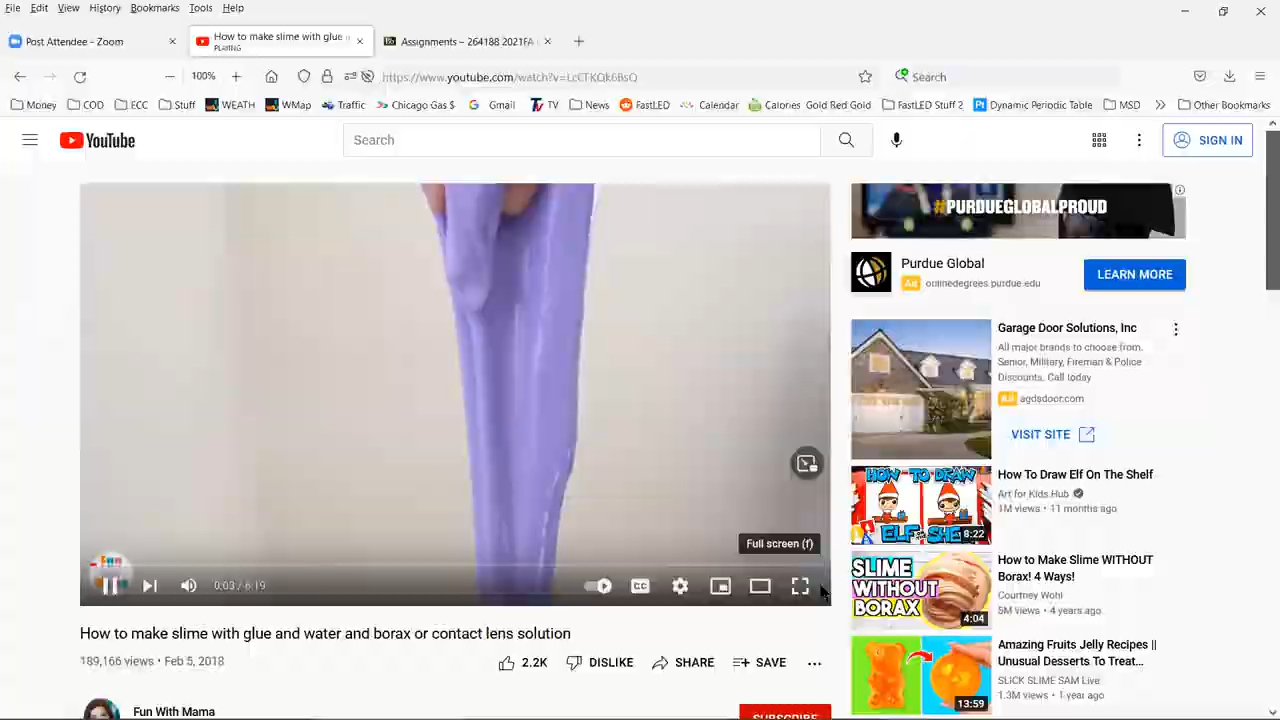 File Edit View History Bookmarks Tools Help
Post Attendee - Zoom
How to make slime with glue
PLAYING
Assignments – 264188 2021FA
100%
https://www.youtube.com/watch?v=LcCTKQk6BsQ
Search
Money COD ECC Stuff WEATH WMap Traffic Chicago Gas $ Gmail TV News FastLED Calendar Calories Gold Red Gold FastLED Stuff 2 Dynamic Periodic Table MSD Other Bookmarks
YouTube
Search
SIGN IN
#PURDUEGLOBALPROUD
Purdue Global
Ad onlinedegrees.purdue.edu
LEARN MORE
Garage Door Solutions, Inc
All major brands to choose from.
Senior, Military, Fireman & Police
Discounts. Call today
Ad agdsdoor.com
VISIT SITE
HOW TO DRAW
ELF ON THE SHELF
8:22
How To Draw Elf On The Shelf
Art for Kids Hub
1M views • 11 months ago
SLIME
WITHOUT
BORAX
4:04
How to Make Slime WITHOUT
Borax! 4 Ways!
Courtney Wohl
5M views • 4 years ago
13:59
Amazing Fruits Jelly Recipes ||
Unusual Desserts To Treat...
SLICK SLIME SAM Live
1.3M views • 1 year ago
Full screen (f)
0:03 / 6:19
CC
How to make slime with glue and water and borax or contact lens solution
189,166 views • Feb 5, 2018
2.2K DISLIKE SHARE SAVE
Fun With Mama
SUBSCRIBE